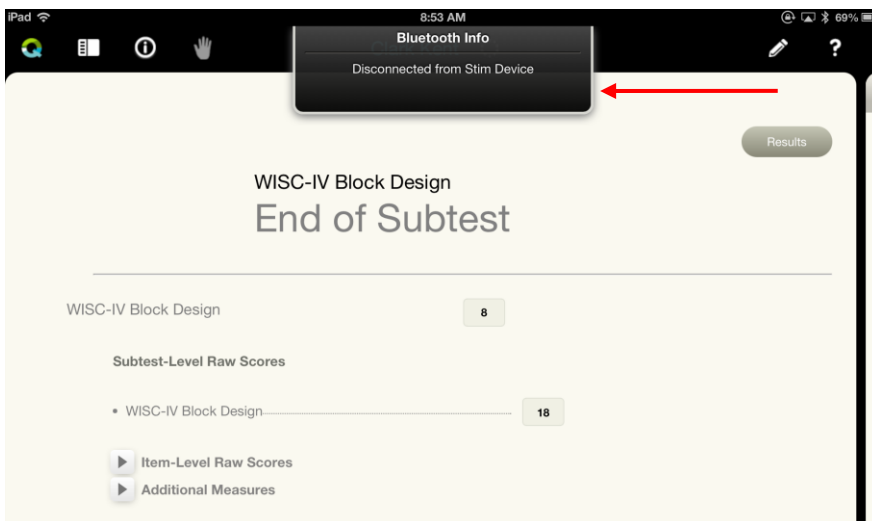 iPad 8:53 AM 69%
Bluetooth Info
?
Disconnected from Stim Device
Results
WISC-IV Block Design
End of Subtest
WISC-IV Block Design 8
Subtest-Level Raw Scores
• WISC-IV Block Design 18
Item-Level Raw Scores
Additional Measures